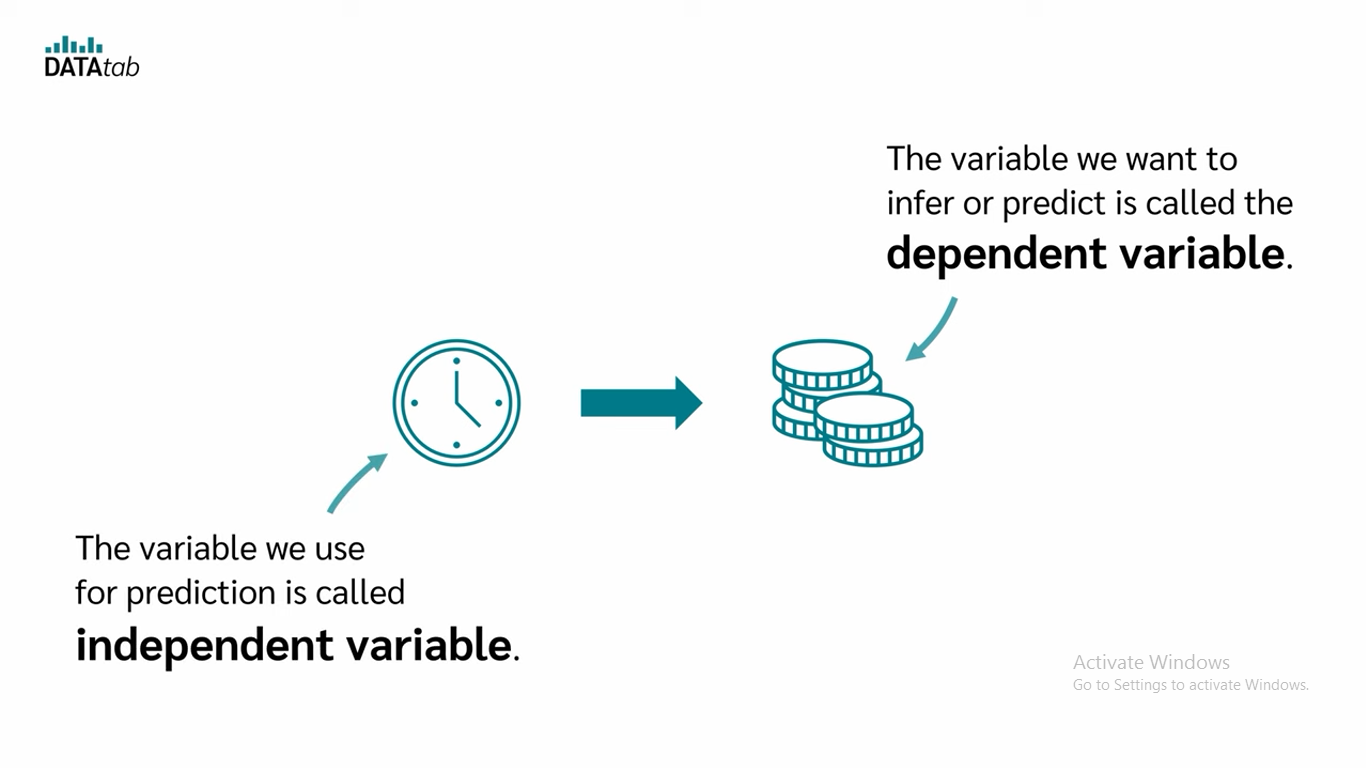 DATAtab
The variable we want to
infer or predict is called the
dependent variable.
The variable we use
for prediction is called
independent variable.
Activate Windows
Go to Settings to activate Windows.